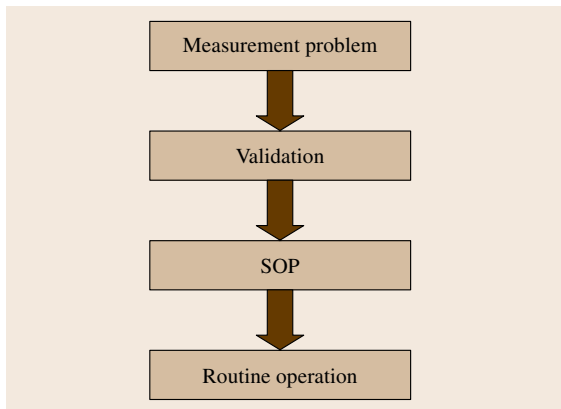 Measurement problem
Validation
SOP
Routine operation